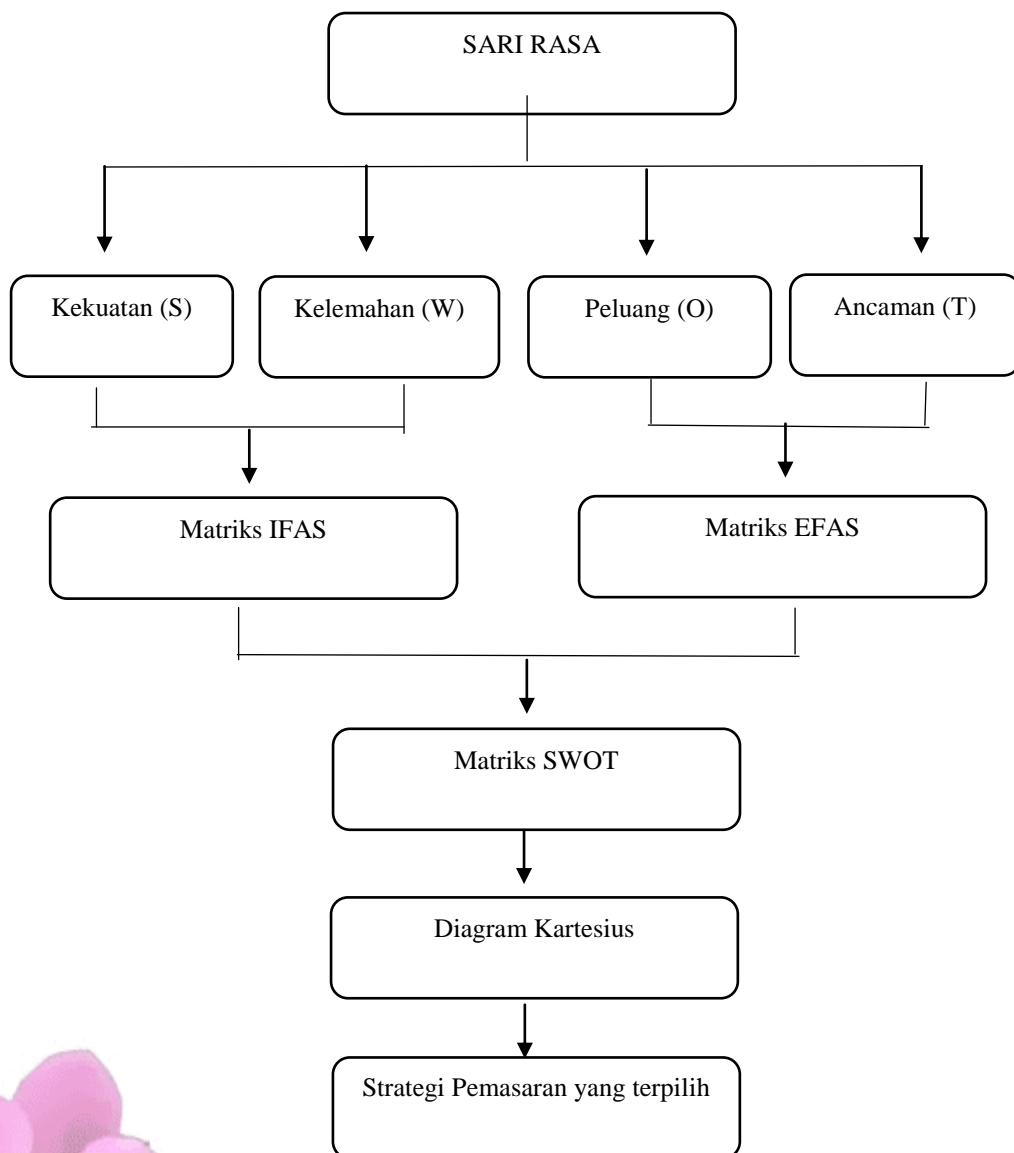 SARI RASA
Kekuatan (S)
Kelemahan (W)
Peluang (O)
Ancaman (T)
Matriks IFAS
Matriks EFAS
Matriks SWOT
Diagram Kartesius
Strategi Pemasaran yang terpilih